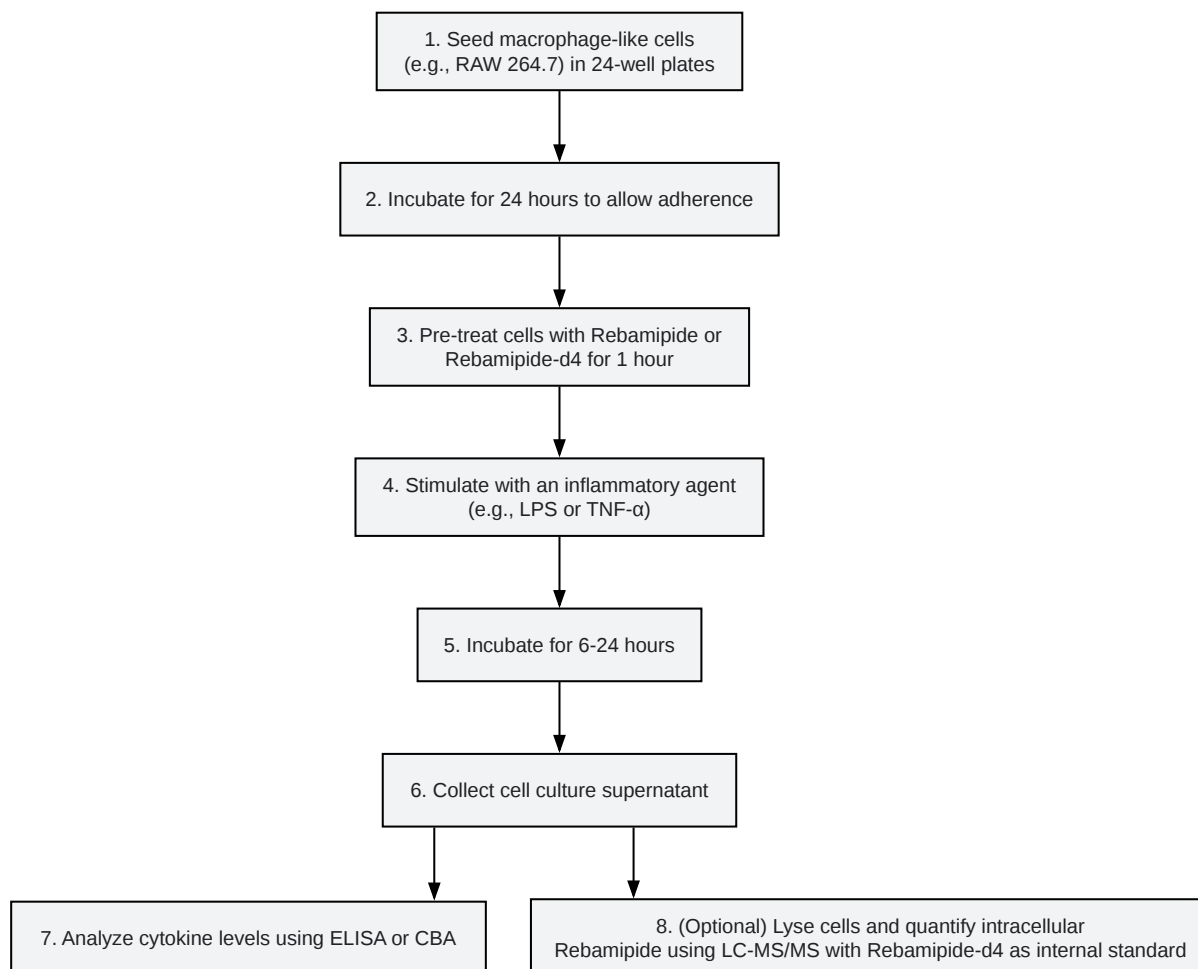 1. Seed macrophage-like cells
(e.g., RAW 264.7) in 24-well plates
2. Incubate for 24 hours to allow adherence
3. Pre-treat cells with Rebamipide or
Rebamipide-d4 for 1 hour
4. Stimulate with an inflammatory agent
(e.g., LPS or TNF-α)
5. Incubate for 6-24 hours
6. Collect cell culture supernatant
7. Analyze cytokine levels using ELISA or CBA
8. (Optional) Lyse cells and quantify intracellular
Rebamipide using LC-MS/MS with Rebamipide-d4 as internal standard